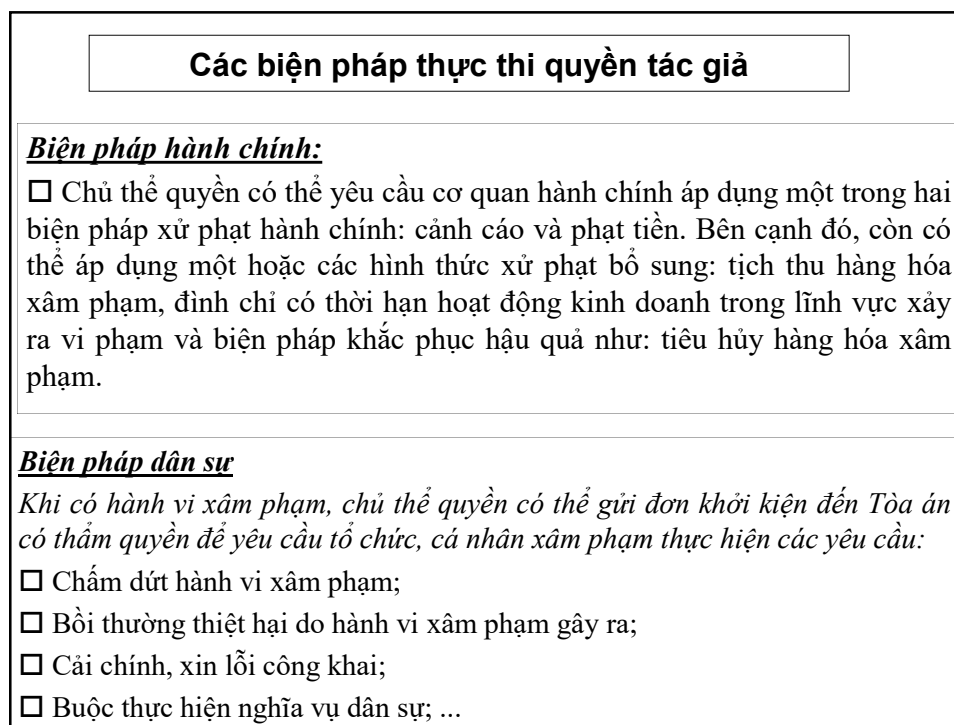 Các biện pháp thực thi quyền tác giả
Biện pháp hành chính:
□ Chủ thể quyền có thể yêu cầu cơ quan hành chính áp dụng một trong hai
biện pháp xử phạt hành chính: cảnh cáo và phạt tiền. Bên cạnh đó, còn có
thể áp dụng một hoặc các hình thức xử phạt bổ sung: tịch thu hàng hóa
xâm phạm, đình chỉ có thời hạn hoạt động kinh doanh trong lĩnh vực xảy
ra vi phạm và biện pháp khắc phục hậu quả như: tiêu hủy hàng hóa xâm
phạm.
Biện pháp dân sự
Khi có hành vi xâm phạm, chủ thể quyền có thể gửi đơn khởi kiện đến Tòa án
có thẩm quyền để yêu cầu tổ chức, cá nhân xâm phạm thực hiện các yêu cầu:
□ Chấm dứt hành vi xâm phạm;
□ Bồi thường thiệt hại do hành vi xâm phạm gây ra;
□ Cải chính, xin lỗi công khai;
□ Buộc thực hiện nghĩa vụ dân sự; ...